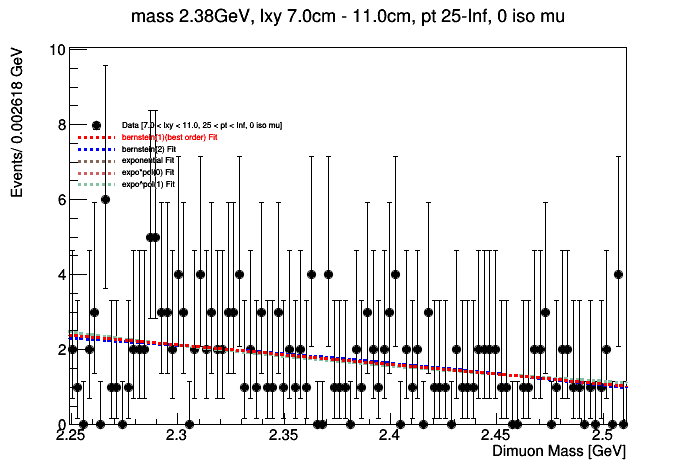 mass 2.38GeV, lxy 7.0cm - 11.0cm, pt 25-Inf, 0 iso mu
Events/ 0.002618 GeV
10
8
6
4
2
0
Data [7.0 < lxy < 11.0, 25 < pt < Inf, 0 iso mu]
bernstein(1)(best order) Fit
bernstein(2) Fit
exponential Fit
expo*pol(0) Fit
expo*pol(1) Fit
2.25 2.3 2.35 2.4 2.45 2.5
Dimuon Mass [GeV]